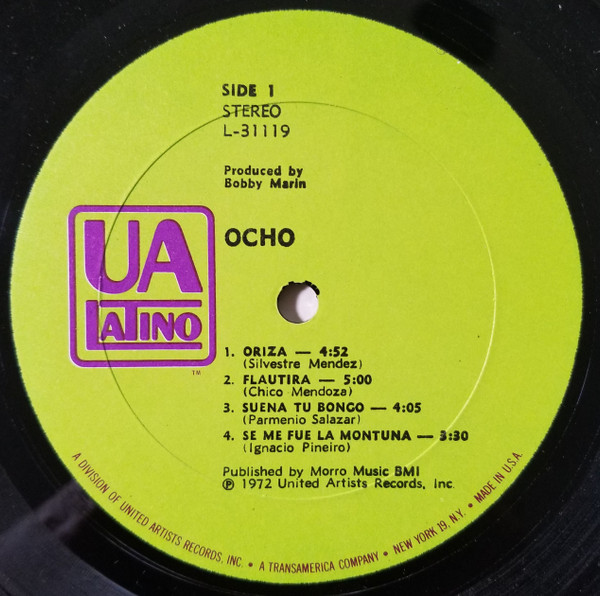 SIDE 1
STEREO
L-31119
Produced by
Bobby Marin
OCHO
UA
LATINO
TM
1. ORIZA — 4:52
(Silvestre Mendez)
2. FLAUTIRA — 5:00
(Chico Mendoza)
3. SUENA TU BONGO — 4:05
(Parmenio Salazar)
4. SE ME FUE LA MONTUNA — 3:30
(Ignacio Pineiro)
Published by Morro Music BMI
℗ 1972 United Artists Records, Inc.
A DIVISION OF UNITED ARTISTS RECORDS, INC. • A TRANSAMERICA COMPANY • NEW YORK 19, N.Y. • MADE IN U.S.A.